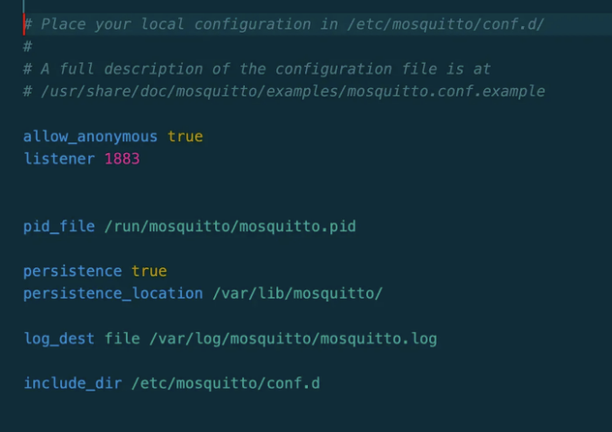 # Place your local configuration in /etc/mosquitto/conf.d/
#
# A full description of the configuration file is at
# /usr/share/doc/mosquitto/examples/mosquitto.conf.example
allow_anonymous true
listener 1883
pid_file /run/mosquitto/mosquitto.pid
persistence true
persistence_location /var/lib/mosquitto/
log_dest file /var/log/mosquitto/mosquitto.log
include_dir /etc/mosquitto/conf.d